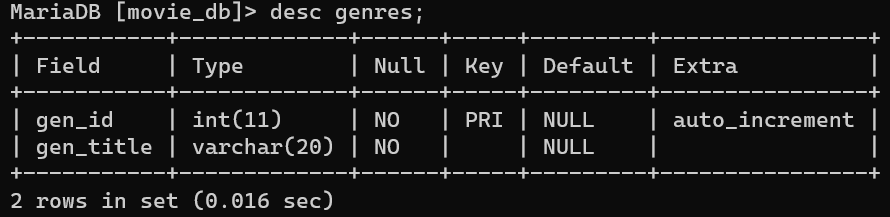 MariaDB [movie_db]> desc genres;
+-----------+-------------+------+-----+---------+----------------+
| Field     | Type        | Null | Key | Default | Extra          |
+-----------+-------------+------+-----+---------+----------------+
| gen_id    | int(11)     | NO   | PRI | NULL    | auto_increment |
| gen_title | varchar(20) | NO   |     | NULL    |                |
+-----------+-------------+------+-----+---------+----------------+
2 rows in set (0.016 sec)